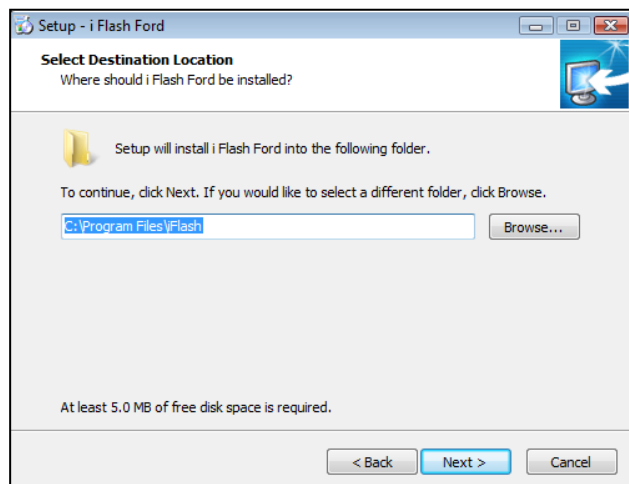 Setup - i Flash Ford
Select Destination Location
Where should i Flash Ford be installed?
Setup will install i Flash Ford into the following folder.
To continue, click Next. If you would like to select a different folder, click Browse.
C:\Program Files\iFlash
Browse...
At least 5.0 MB of free disk space is required.
< Back
Next >
Cancel